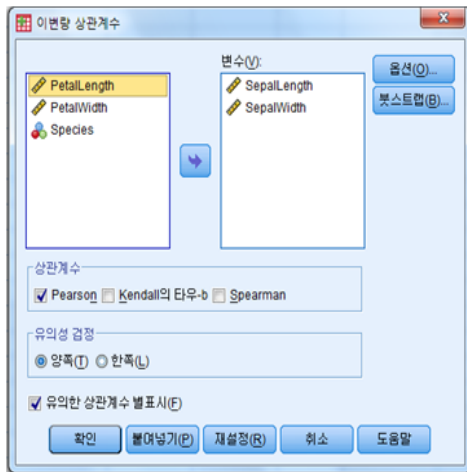 이변량 상관계수
변수(V):
PetalLength
PetalWidth
Species
SepalLength
SepalWidth
옵션(O)...
붓스트랩(B)...
상관계수
Pearson Kendall의 타우-b Spearman
유의성 검정
양쪽(T) 한쪽(L)
유의한 상관계수 별표시(F)
확인 붙여넣기(P) 재설정(R) 취소 도움말